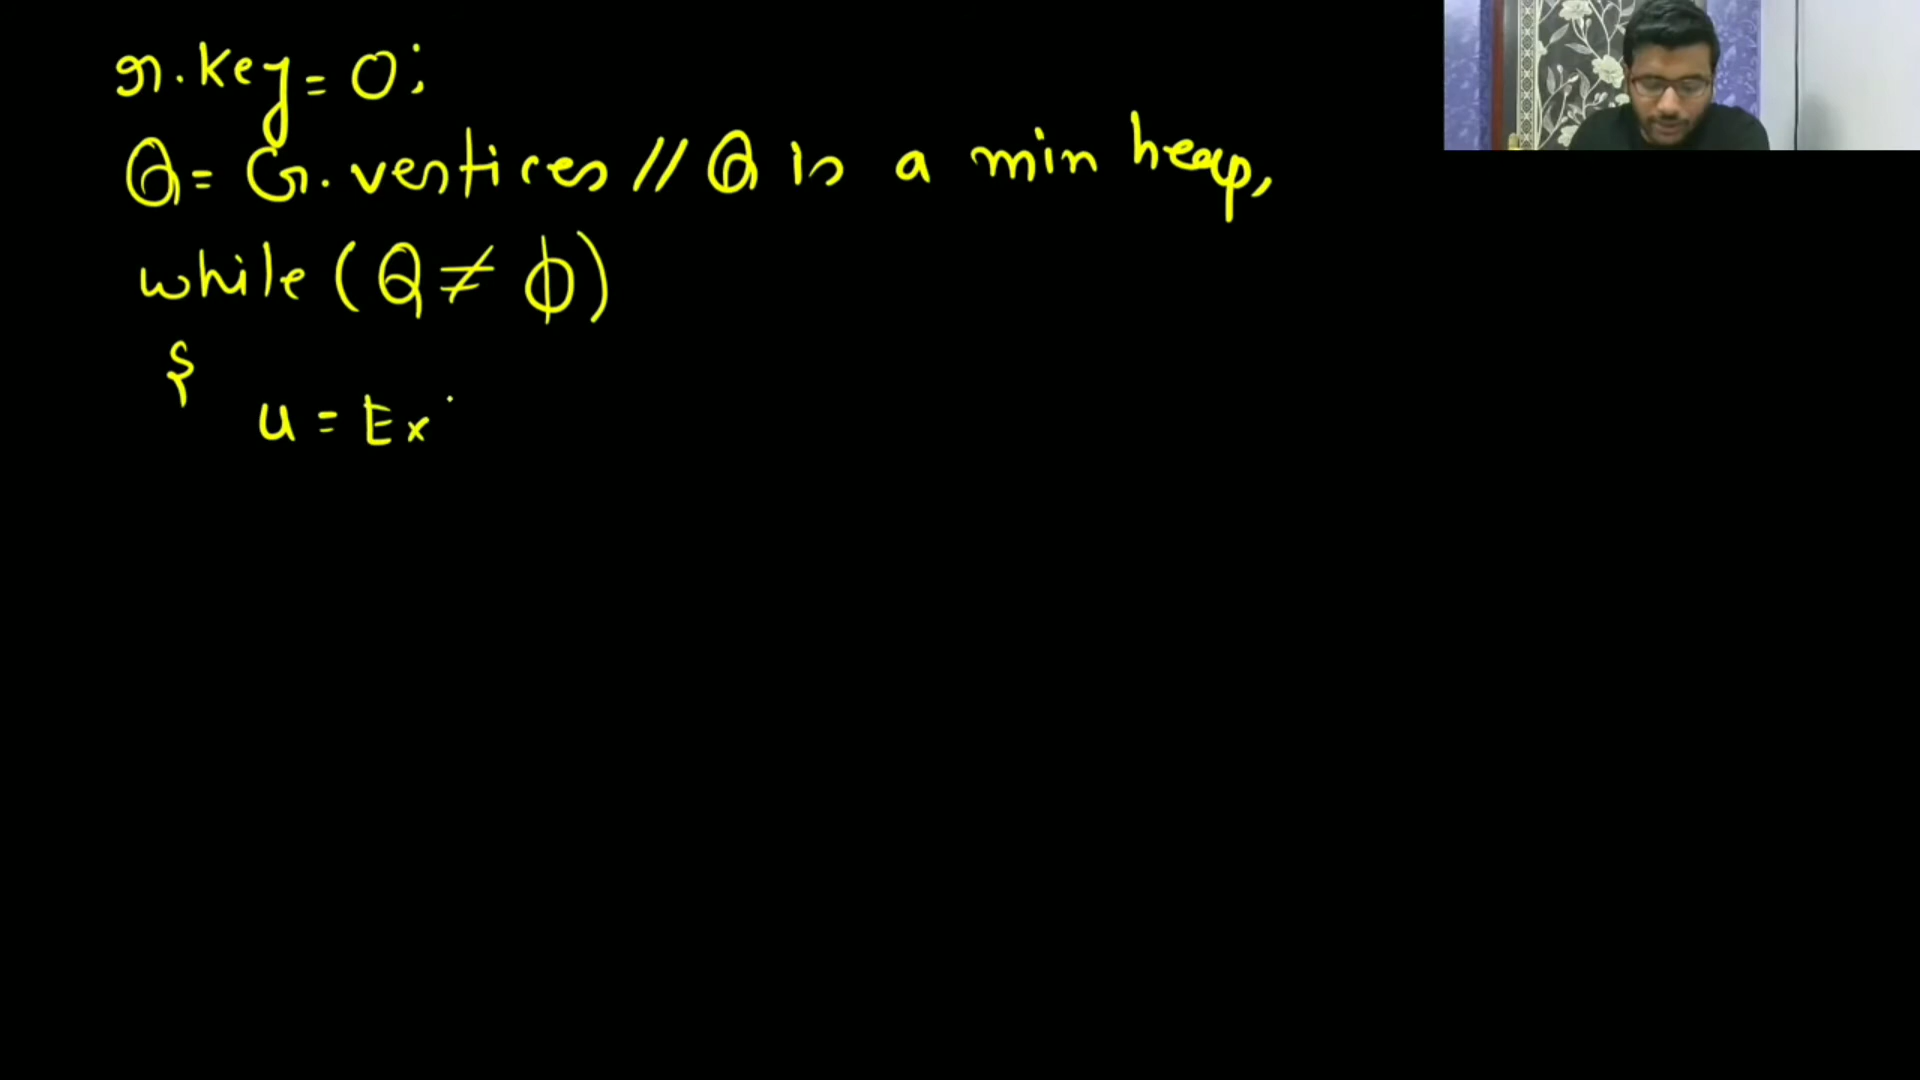 r.key = 0;
Q = G.vertices // Q is a min heap,
while (Q ≠ ϕ)
{
u = Ex